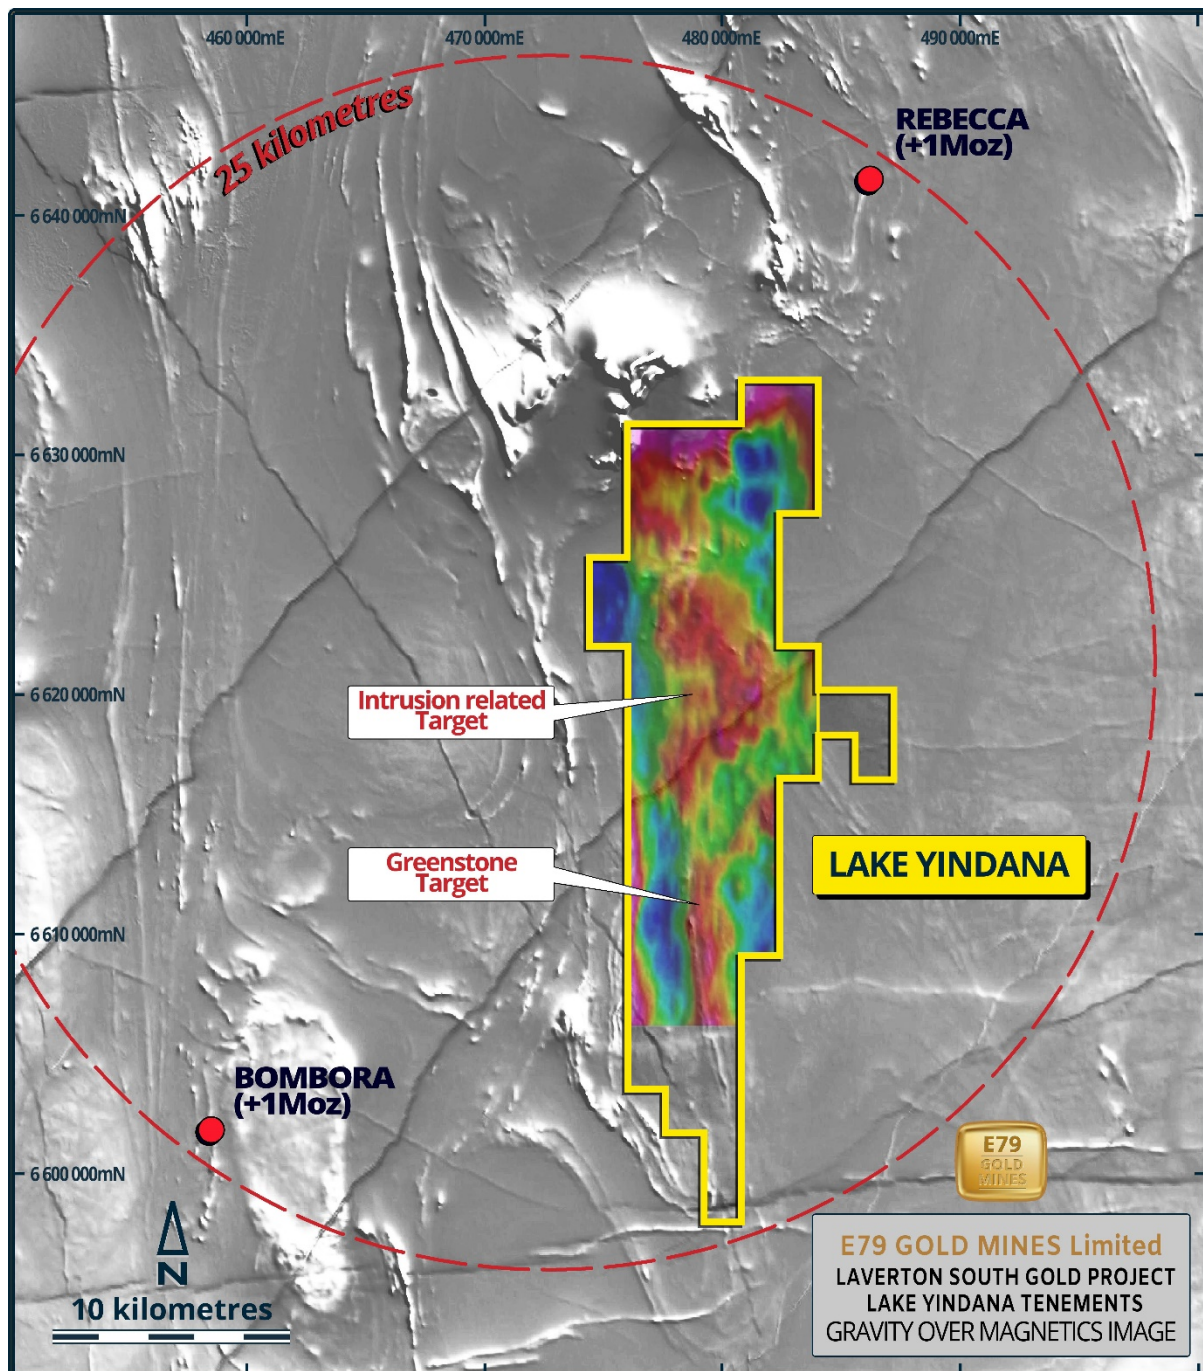 460 000mE
470 000mE
480 000mE
490 000mE
25 kilometres
REBECCA
(+1Moz)
6 640 000mN
6 630 000mN
Intrusion related
Target
6 620 000mN
Greenstone
Target
LAKE YINDANA
6 610 000mN
BOMBORA
(+1Moz)
6 600 000mN
E79
GOLD
MINES
N
10 kilometres
E79 GOLD MINES Limited
LAVERTON SOUTH GOLD PROJECT
LAKE YINDANA TENEMENTS
GRAVITY OVER MAGNETICS IMAGE